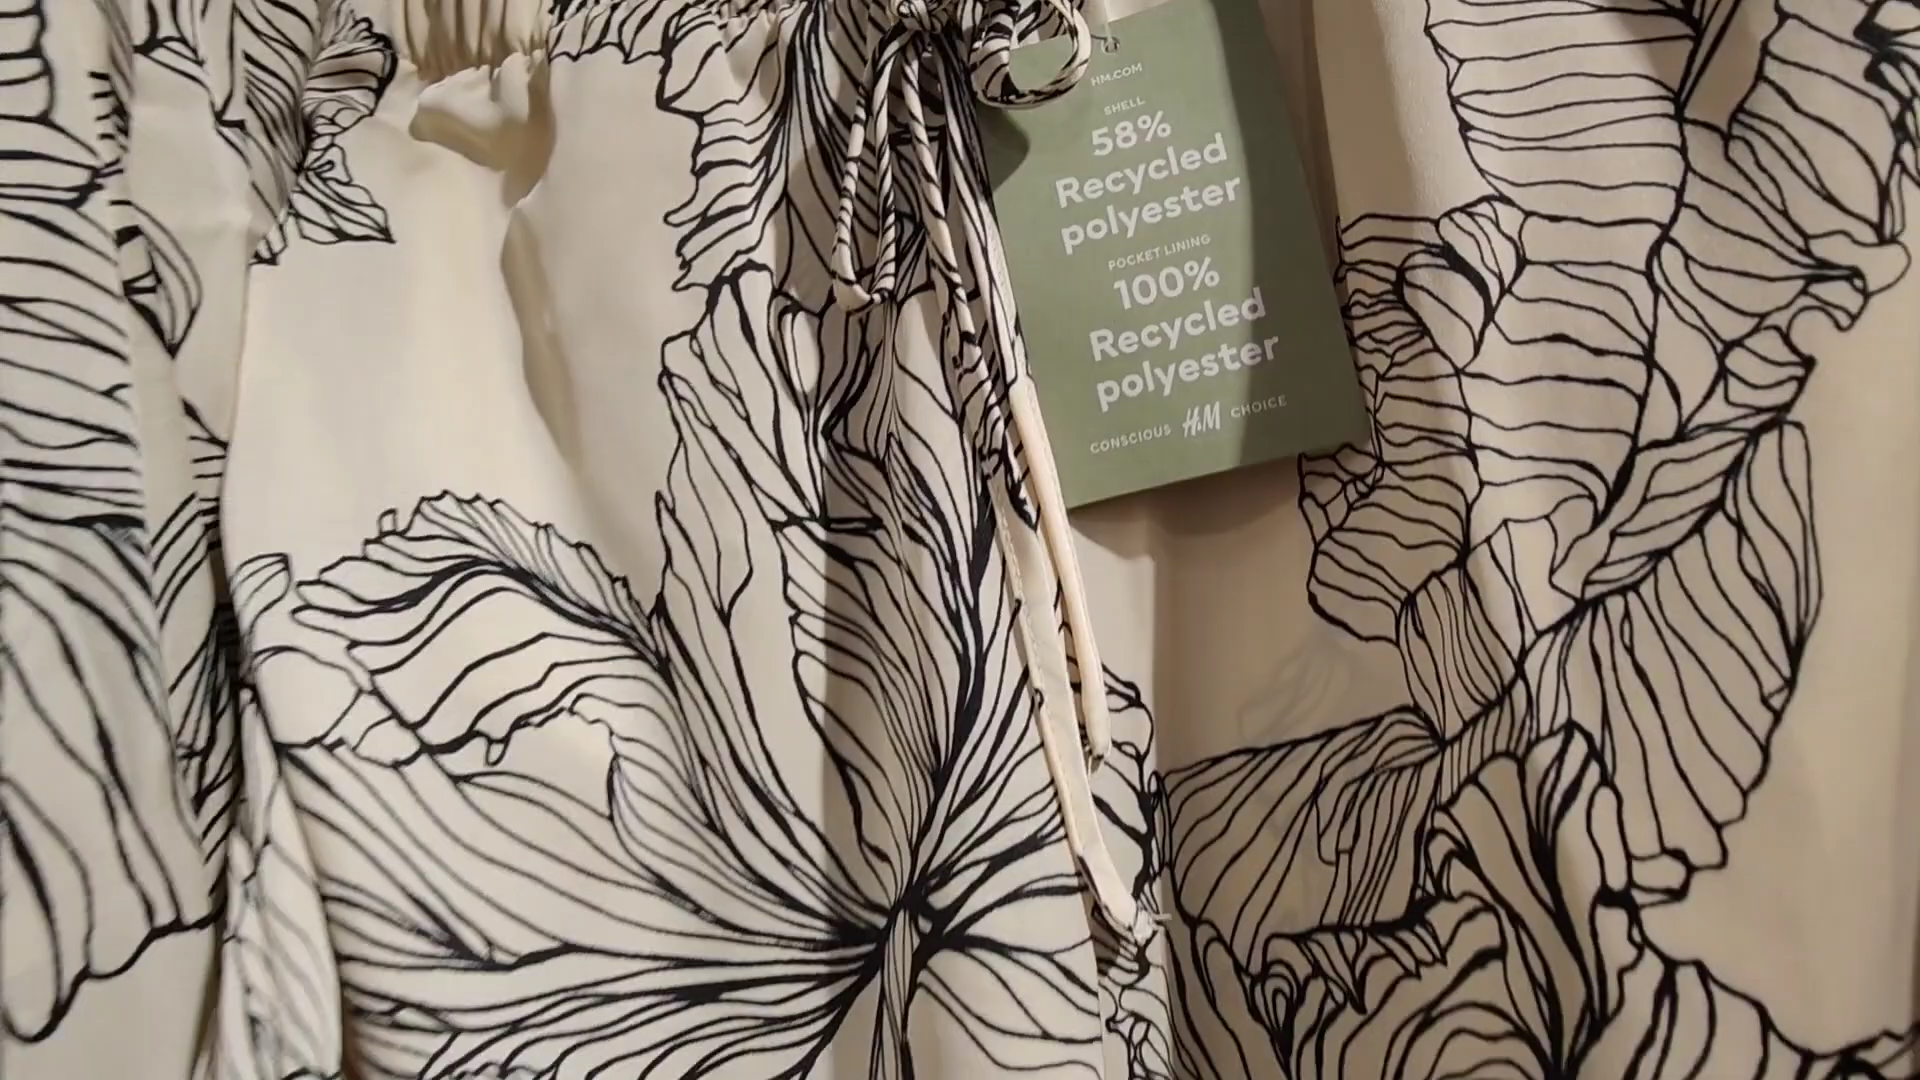 HM.COM
SHELL
58%
Recycled
polyester
POCKET LINING
100%
Recycled
polyester
CONSCIOUS H&M CHOICE